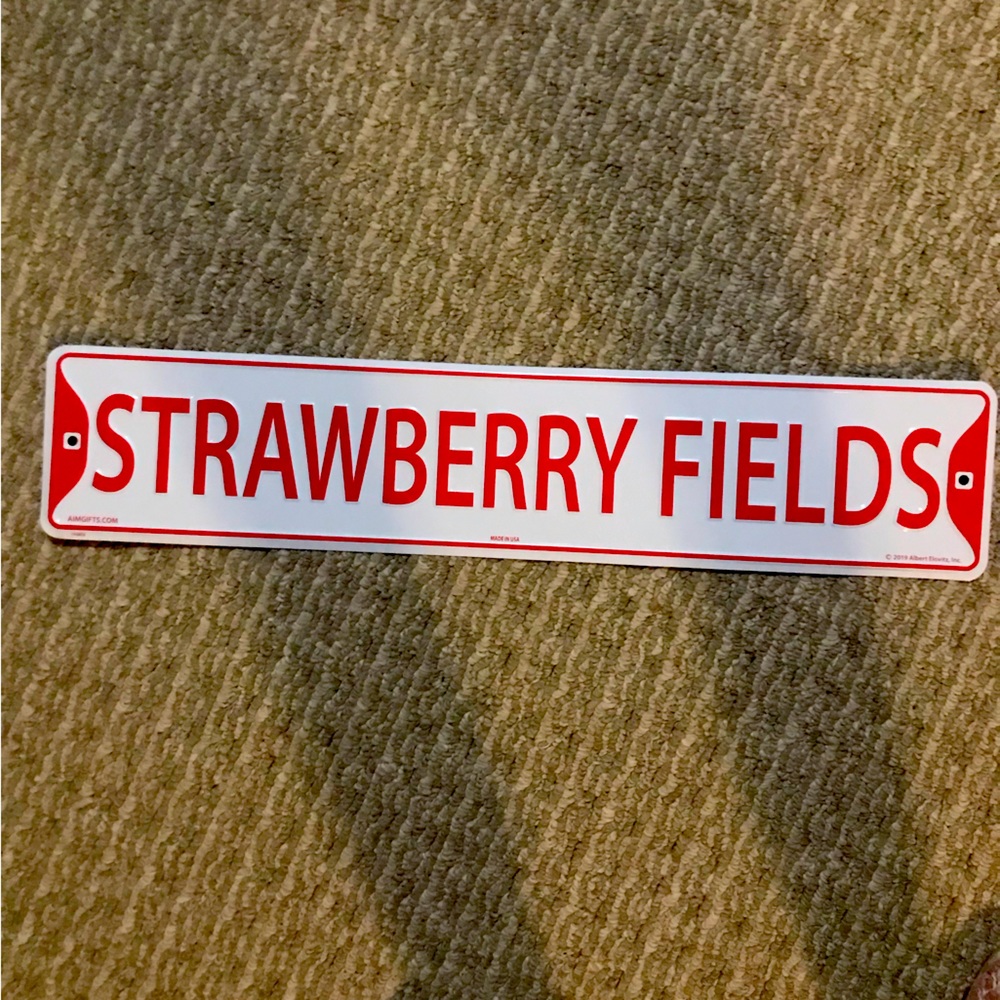 STRAWBERRY FIELDS
AIMGIFTS.COM
MADE IN USA
© 2019 Albert Elovitz, Inc.